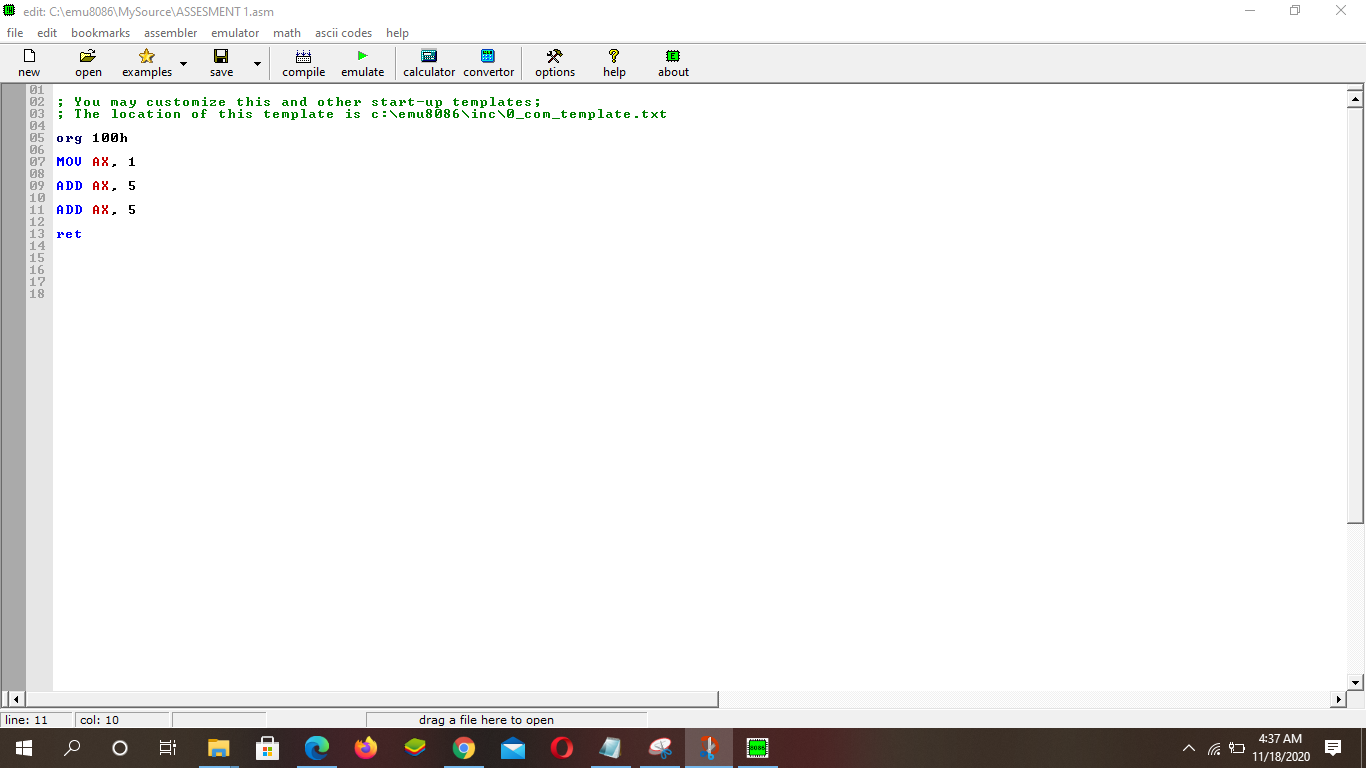 edit: C:\emu8086\MySource\ASSESMENT 1.asm
file edit bookmarks assembler emulator math ascii codes help
new open examples save compile emulate calculator convertor options help about
01
02 ; You may customize this and other start-up templates;
03 ; The location of this template is c:\emu8086\inc\0_com_template.txt
04
05 org 100h
06
07 MOV AX, 1
08
09 ADD AX, 5
10
11 ADD AX, 5
12
13 ret
14
15
16
17
18
line: 11 col: 10 drag a file here to open
8086
4:37 AM
11/18/2020